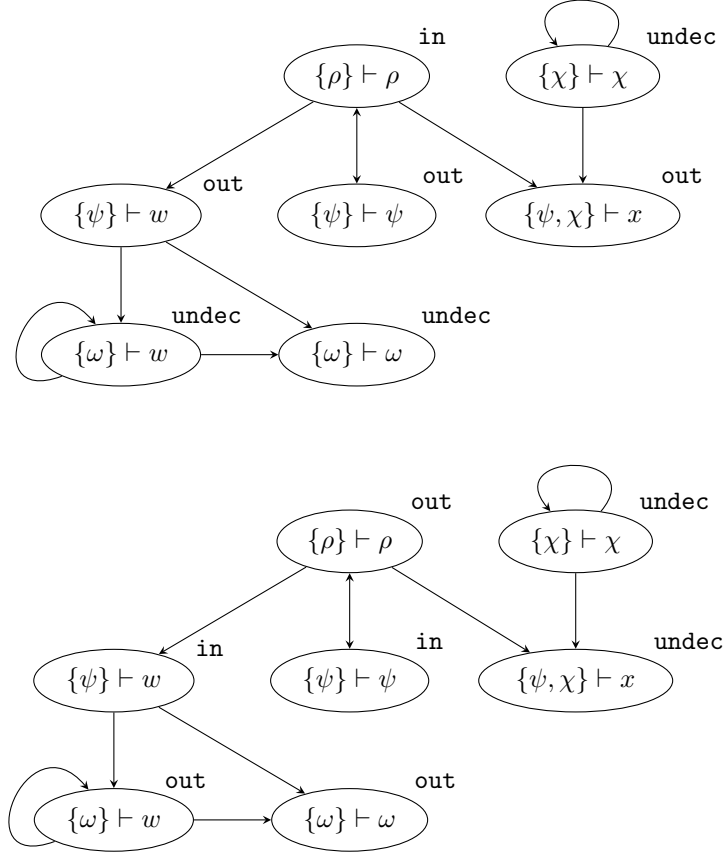 in undec
{ρ} ⊢ ρ {χ} ⊢ χ
out out out
{ψ} ⊢ w {ψ} ⊢ ψ {ψ, χ} ⊢ x
undec undec
{ω} ⊢ w {ω} ⊢ ω
out undec
{ρ} ⊢ ρ {χ} ⊢ χ
in in undec
{ψ} ⊢ w {ψ} ⊢ ψ {ψ, χ} ⊢ x
out out
{ω} ⊢ w {ω} ⊢ ω